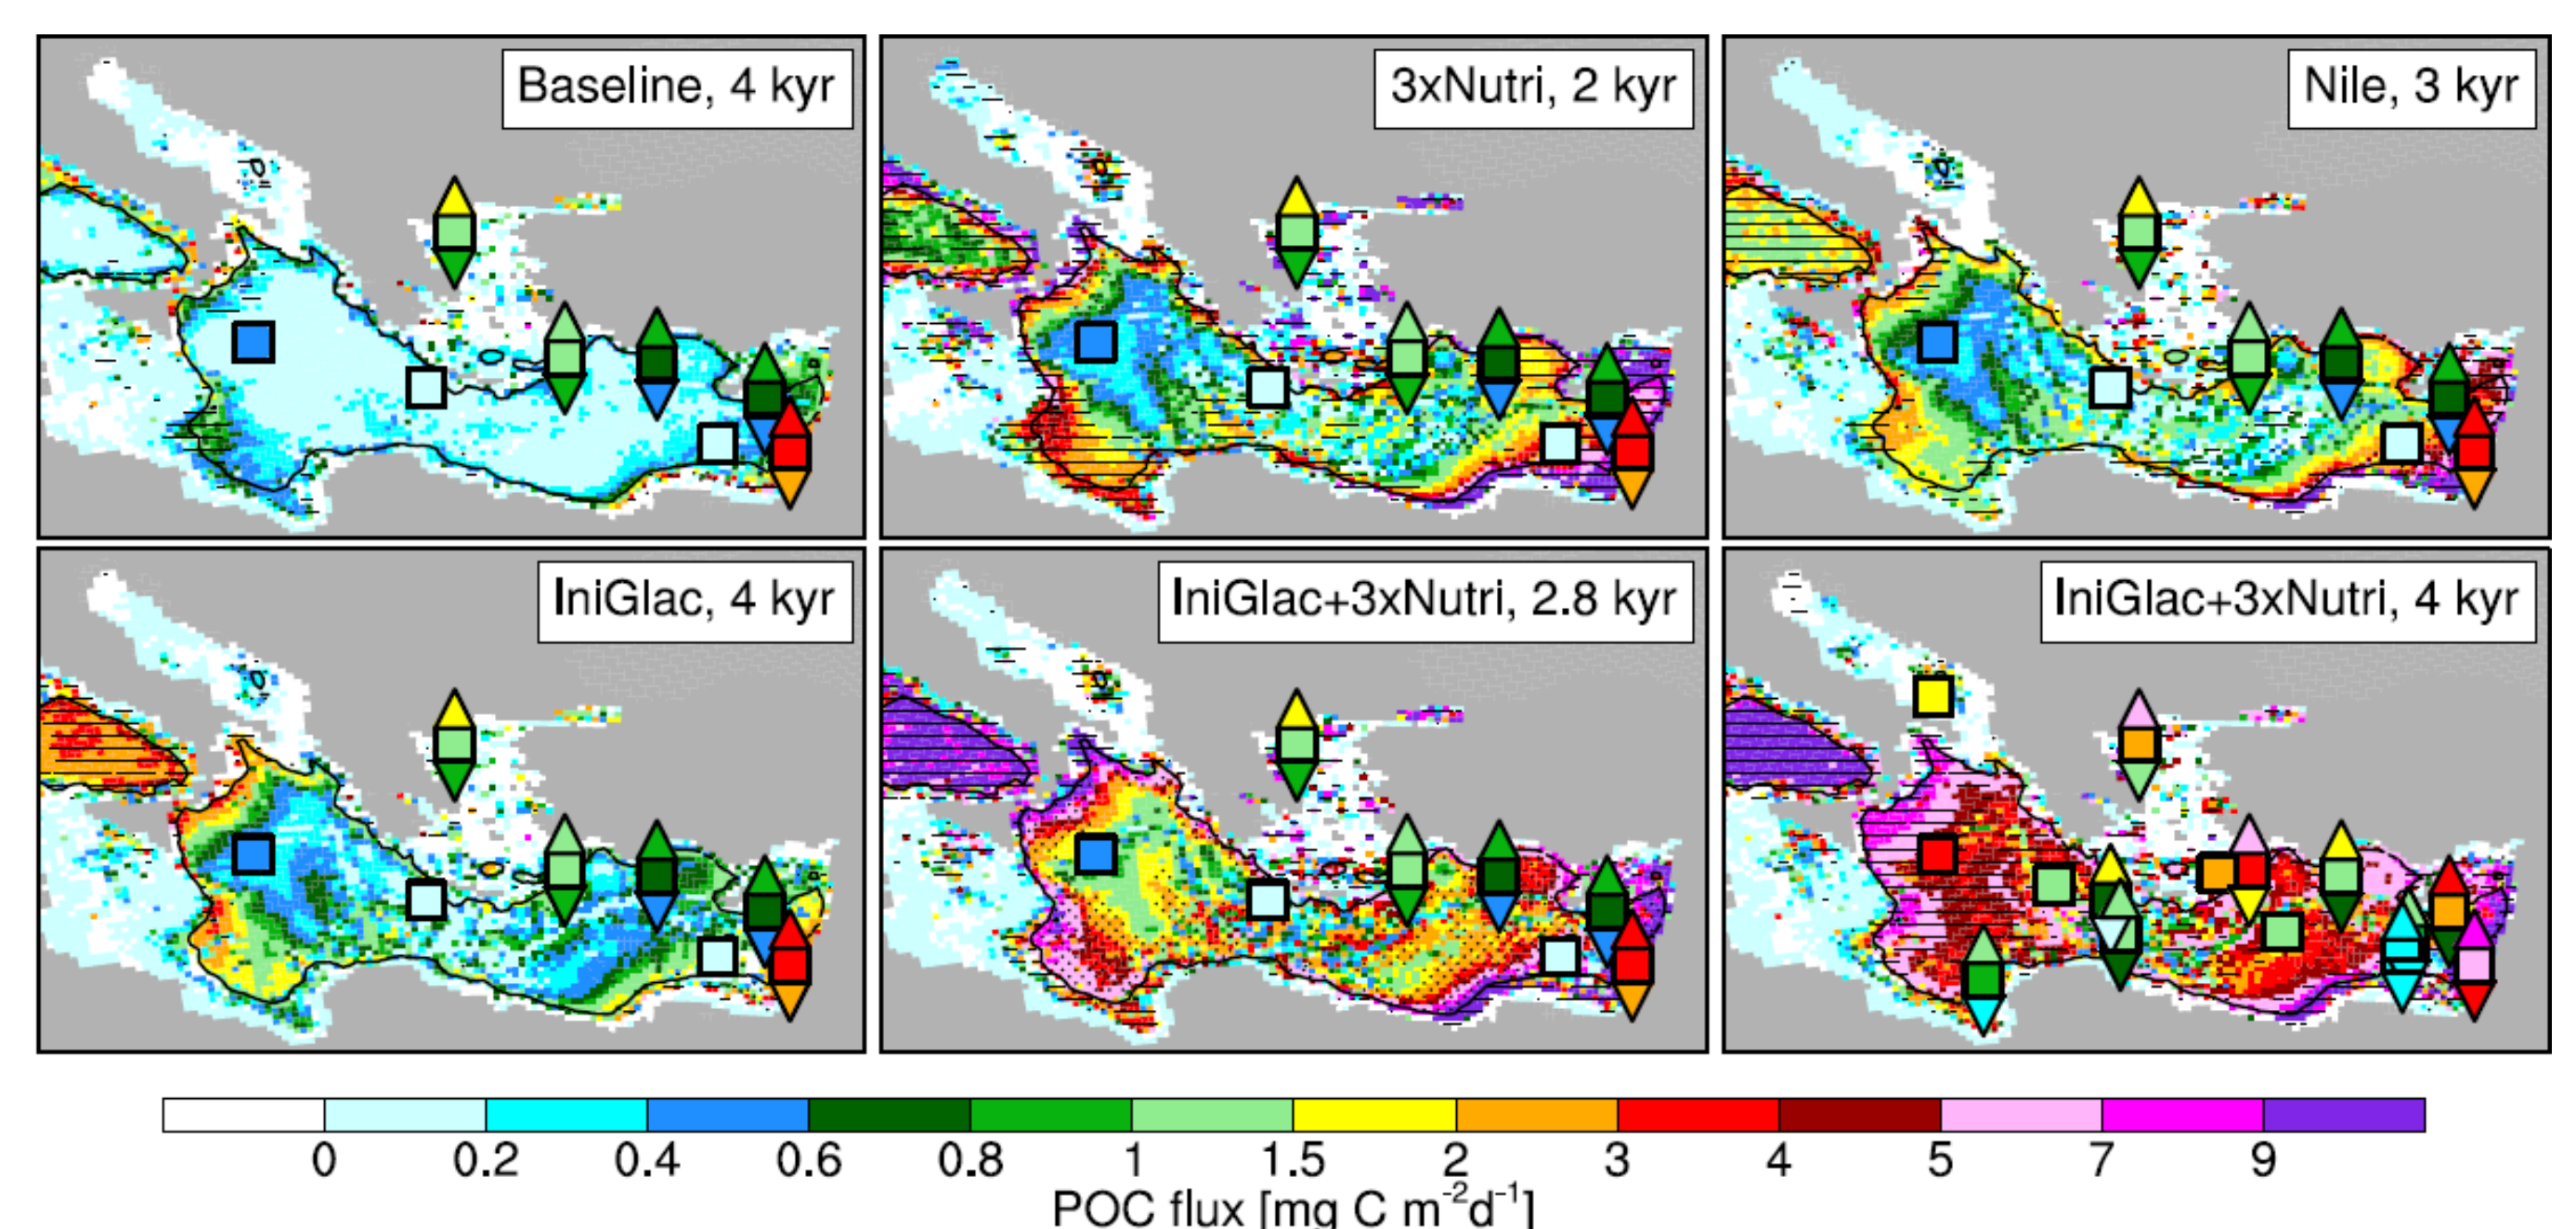 Baseline, 4 kyr
3xNutri, 2 kyr
Nile, 3 kyr
IniGlac, 4 kyr
IniGlac+3xNutri, 2.8 kyr
IniGlac+3xNutri, 4 kyr
0 0.2 0.4 0.6 0.8 1 1.5 2 3 4 5 7 9
POC flux [mg C m⁻²d⁻¹]